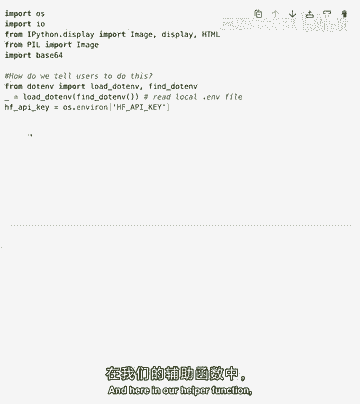 import os
import io
from IPython.display import Image, display, HTML
from PIL import Image
import base64
#How do we tell users to do this?
from dotenv import load_dotenv, find_dotenv
_ = load_dotenv(find_dotenv()) # read local .env file
hf_api_key = os.environ['HF_API_KEY']
在我们的辅助函数中，
And here in our helper function,